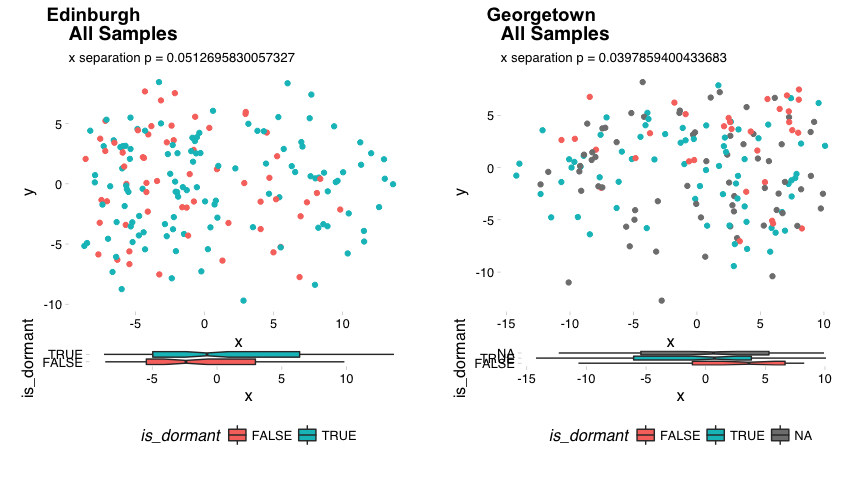 Edinburgh
All Samples
x separation p = 0.0512695830057327
y
5
0
-5
-10
-5
0
5
10
x
is_dormant
TRUE
FALSE
-5
0
5
10
x
is_dormant FALSE TRUE
Georgetown
All Samples
x separation p = 0.0397859400433683
y
5
0
-5
-10
-15
-10
-5
0
5
10
x
is_dormant
NA
TRUE
FALSE
-15
-10
-5
0
5
10
x
is_dormant FALSE TRUE NA